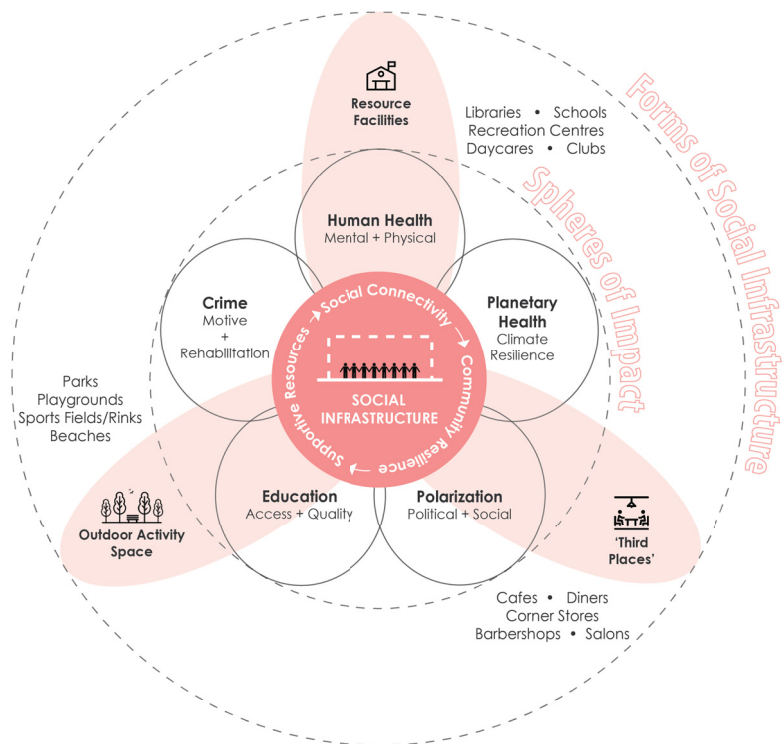 Resource
Facilities
Libraries • Schools
Recreation Centres
Daycares • Clubs
Forms of Social Infrastructure
Spheres of Impact
Human Health
Mental + Physical
Crime
Motive
+
Rehabilitation
Planetary
Health
Climate
Resilience
Social Connectivity
Community Resilience
Supportive Resources
SOCIAL
INFRASTRUCTURE
Parks
Playgrounds
Sports Fields/Rinks
Beaches
Education
Access + Quality
Polarization
Political + Social
Outdoor Activity
Space
'Third
Places'
Cafes • Diners
Corner Stores
Barbershops • Salons